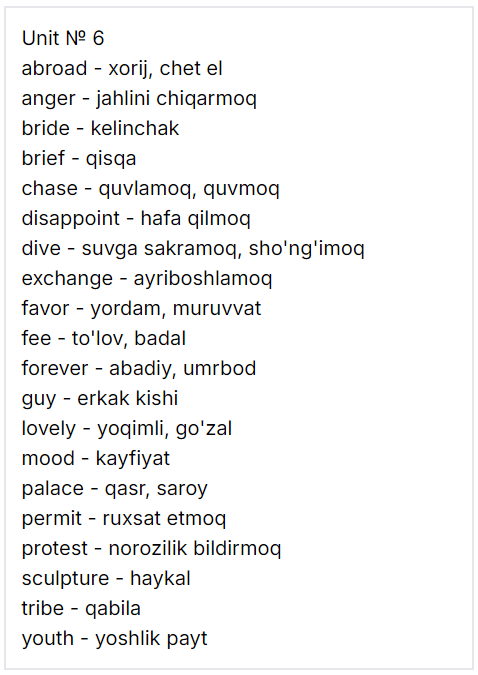 Unit № 6
abroad - xorij, chet el
anger - jahlini chiqarmoq
bride - kelinchak
brief - qisqa
chase - quvlamoq, quvmoq
disappoint - hafa qilmoq
dive - suvga sakramoq, sho'ng'imoq
exchange - ayriboshlamoq
favor - yordam, muruvvat
fee - to'lov, badal
forever - abadiy, umrbod
guy - erkak kishi
lovely - yoqimli, go'zal
mood - kayfiyat
palace - qasr, saroy
permit - ruxsat etmoq
protest - norozilik bildirmoq
sculpture - haykal
tribe - qabila
youth - yoshlik payt